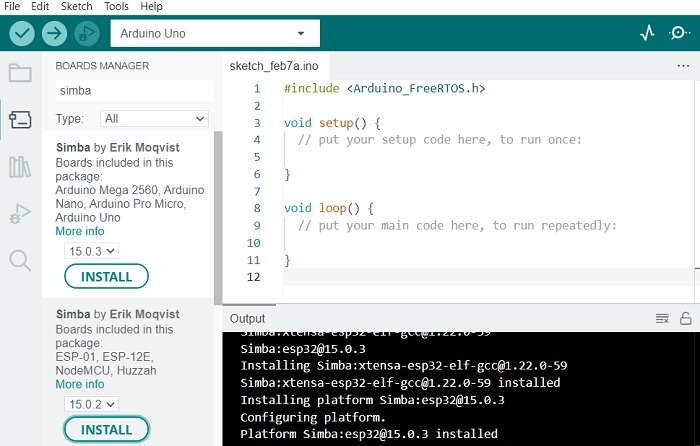 File Edit Sketch Tools Help
Arduino Uno
BOARDS MANAGER
simba
Type: All
Simba by Erik Moqvist
Boards included in this
package:
Arduino Mega 2560, Arduino
Nano, Arduino Pro Micro,
Arduino Uno
More info
15.0.3
INSTALL
Simba by Erik Moqvist
Boards included in this
package:
ESP-01, ESP-12E,
NodeMCU, Huzzah
More info
15.0.2
INSTALL
sketch_feb7a.ino
1 #include <Arduino_FreeRTOS.h>
2
3 void setup() {
4 // put your setup code here, to run once:
5
6 }
7
8 void loop() {
9 // put your main code here, to run repeatedly:
10
11 }
12
Output
Simba:xtensa-esp32-elf-gcc@1.22.0-59
Simba:esp32@15.0.3
Installing Simba:xtensa-esp32-elf-gcc@1.22.0-59
Simba:xtensa-esp32-elf-gcc@1.22.0-59 installed
Installing platform Simba:esp32@15.0.3
Configuring platform.
Platform Simba:esp32@15.0.3 installed